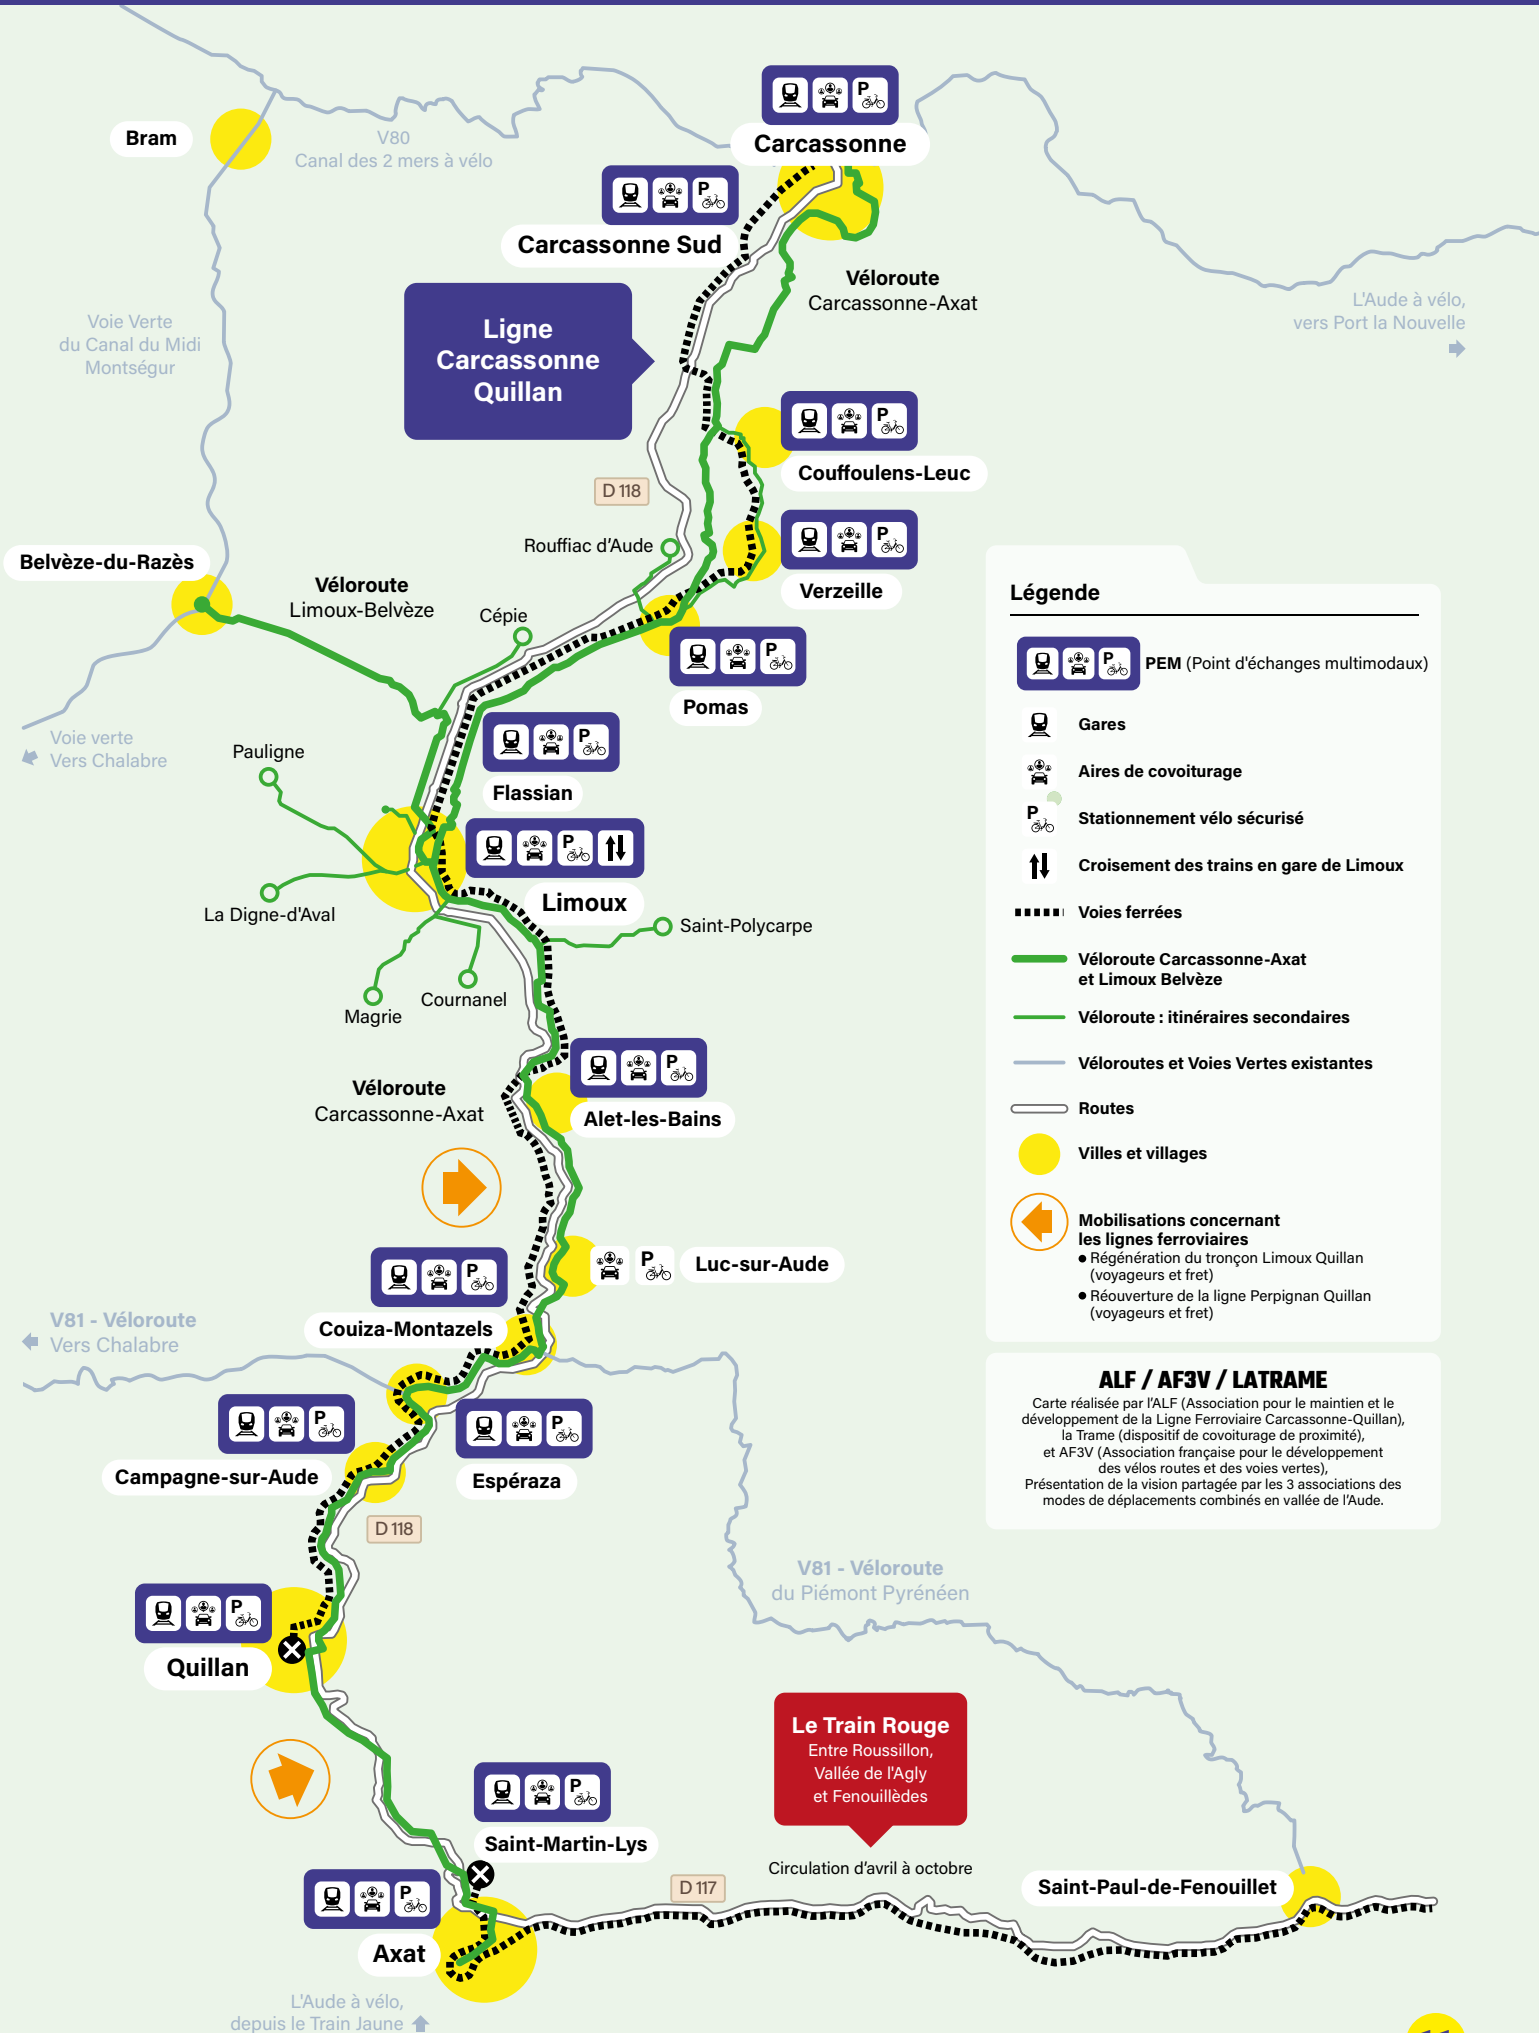 Bram
V80
Canal des 2 mers à vélo
P
Carcassonne
P
Carcassonne Sud
Véloroute
Carcassonne-Axat
L'Aude à vélo,
vers Port la Nouvelle
Voie Verte
du Canal du Midi
Montségur
Ligne
Carcassonne
Quillan
P
Couffoulens-Leuc
D 118
P
Verzeille
Rouffiac d'Aude
Belvèze-du-Razès
Véloroute
Limoux-Belvèze
Cépie
P
Pomas
Voie verte
Vers Chalabre
Pauligne
P
Flassian
P
Limoux
La Digne-d'Aval
Saint-Polycarpe
Cournanel
Magrie
P
Alet-les-Bains
Véloroute
Carcassonne-Axat
P
Luc-sur-Aude
P
Couiza-Montazels
V81 - Véloroute
Vers Chalabre
P
Campagne-sur-Aude
P
Espéraza
D 118
V81 - Véloroute
du Piémont Pyrénéen
P
Quillan
Le Train Rouge
Entre Roussillon,
Vallée de l'Agly
et Fenouillèdes
Circulation d'avril à octobre
P
Saint-Martin-Lys
P
Axat
D 117
Saint-Paul-de-Fenouillet
L'Aude à vélo,
depuis le Train Jaune
Légende
P
PEM (Point d'échanges multimodaux)
Gares
Aires de covoiturage
P
Stationnement vélo sécurisé
Croisement des trains en gare de Limoux
Voies ferrées
Véloroute Carcassonne-Axat
et Limoux Belvèze
Véloroute : itinéraires secondaires
Véloroutes et Voies Vertes existantes
Routes
Villes et villages
Mobilisations concernant
les lignes ferroviaires
● Régénération du tronçon Limoux Quillan
(voyageurs et fret)
● Réouverture de la ligne Perpignan Quillan
(voyageurs et fret)
ALF / AF3V / LATRAME
Carte réalisée par l'ALF (Association pour le maintien et le
développement de la Ligne Ferroviaire Carcassonne-Quillan),
la Trame (dispositif de covoiturage de proximité),
et AF3V (Association française pour le développement
des vélos routes et des voies vertes),
Présentation de la vision partagée par les 3 associations des
modes de déplacements combinés en vallée de l'Aude.